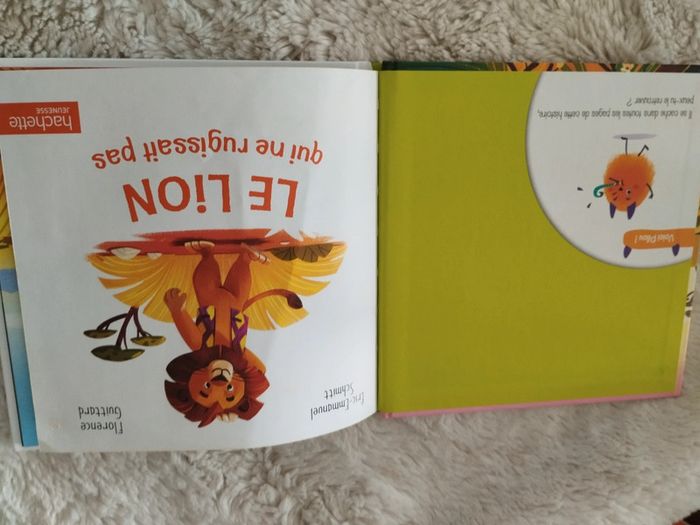 Voici Pilou !
Il se cache dans toutes les pages de cette histoire,
peux-tu le retrouver ?
Éric-Emmanuel
Schmitt
Florence
Guittard
LE LiON
qui ne rugissait pas
hachette
JEUNESSE